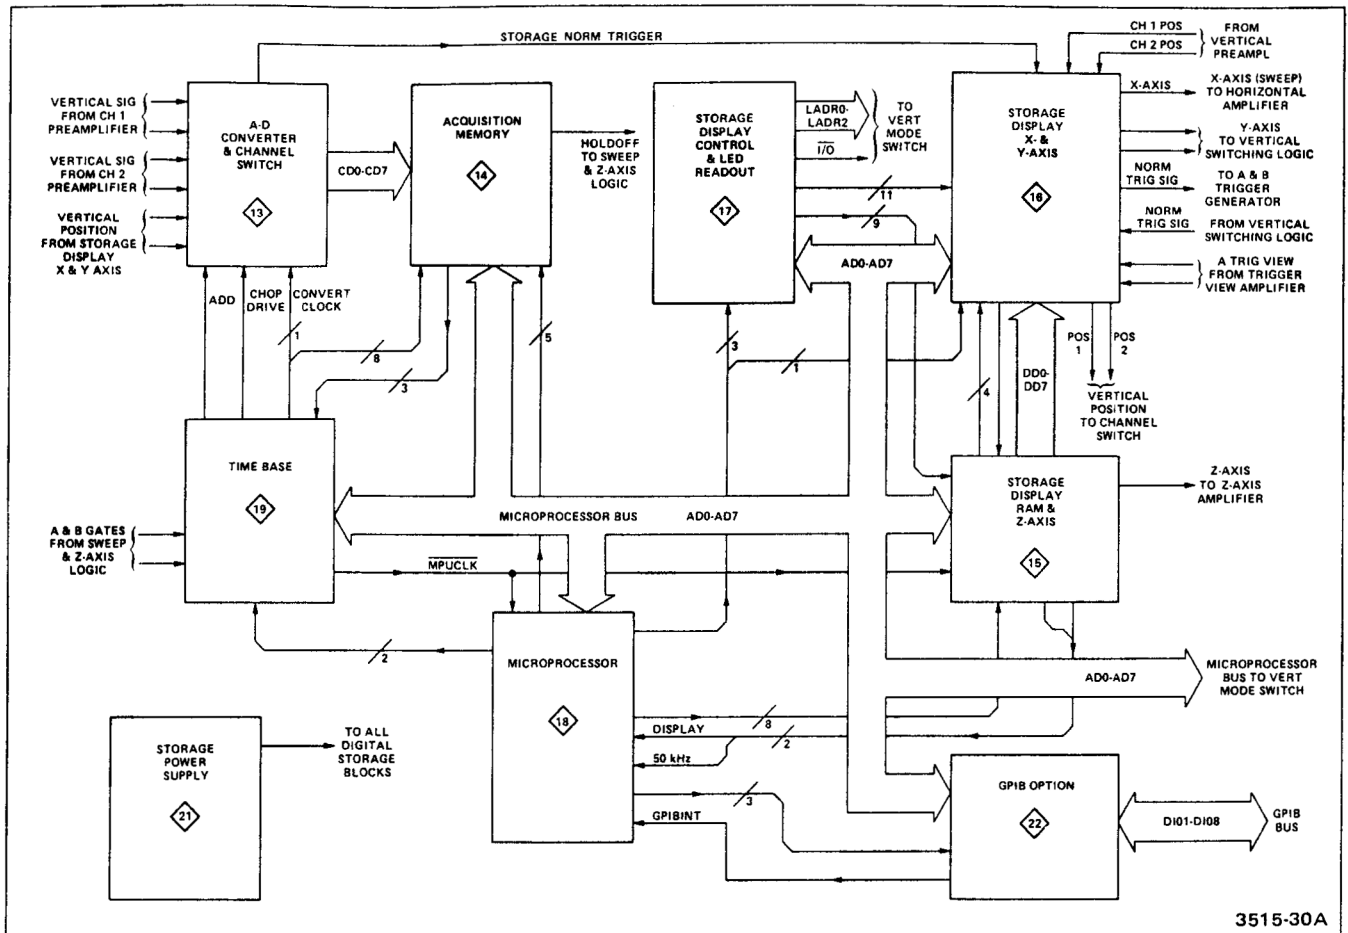 STORAGE NORM TRIGGER
CH 1 POS
CH 2 POS
FROM
VERTICAL
PREAMPL
VERTICAL SIG
FROM CH 1
PREAMPLIFIER
VERTICAL SIG
FROM CH 2
PREAMPLIFIER
VERTICAL
POSITION
FROM STORAGE
DISPLAY
X & Y AXIS
A-D
CONVERTER
& CHANNEL
SWITCH
13
CD0-CD7
ACQUISITION
MEMORY
14
HOLDOFF
TO SWEEP
& Z-AXIS
LOGIC
STORAGE
DISPLAY
CONTROL
& LED
READOUT
17
LADR0-
LADR2
I/O
TO
VERT
MODE
SWITCH
11
9
AD0-AD7
STORAGE
DISPLAY
X- &
Y-AXIS
16
X-AXIS
X-AXIS (SWEEP)
TO HORIZONTAL
AMPLIFIER
Y-AXIS
TO VERTICAL
SWITCHING LOGIC
NORM
TRIG SIG
TO A & B
TRIGGER
GENERATOR
NORM
TRIG SIG
FROM VERTICAL
SWITCHING LOGIC
A TRIG VIEW
FROM TRIGGER
VIEW AMPLIFIER
ADD
CHOP
DRIVE
CONVERT
CLOCK
1
8
3
5
3
1
4
DD0-
DD7
POS
1
POS
2
VERTICAL
POSITION
TO CHANNEL
SWITCH
TIME BASE
19
A & B GATES
FROM SWEEP
& Z-AXIS
LOGIC
MICROPROCESSOR BUS
AD0-AD7
MPUCLK
STORAGE
DISPLAY
RAM &
Z-AXIS
15
Z-AXIS
TO Z-AXIS
AMPLIFIER
2
MICROPROCESSOR
18
AD0-AD7
MICROPROCESSOR
BUS TO VERT
MODE SWITCH
8
DISPLAY
2
50 kHz
3
GPIBINT
STORAGE
POWER
SUPPLY
21
TO ALL
DIGITAL
STORAGE
BLOCKS
GPIB OPTION
22
DI01-DI08
GPIB
BUS
3515-30A